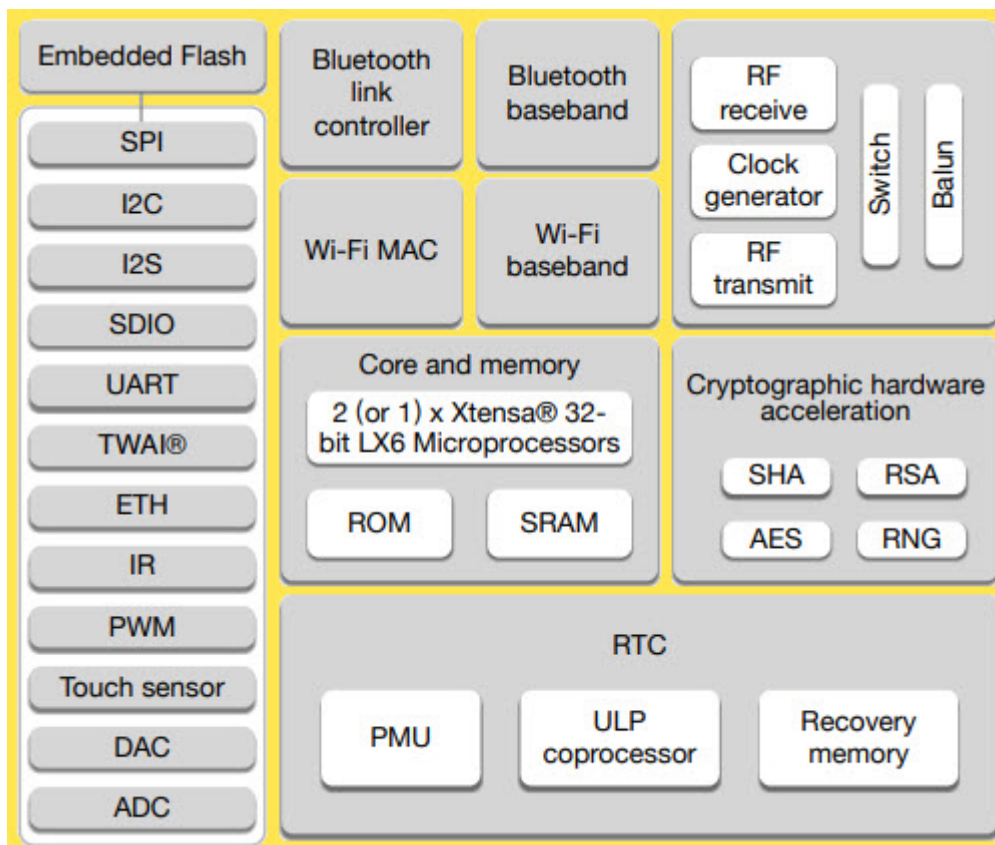 Embedded Flash
SPI
I2C
I2S
SDIO
UART
TWAI®
ETH
IR
PWM
Touch sensor
DAC
ADC
Bluetooth
link
controller
Bluetooth
baseband
Wi-Fi MAC
Wi-Fi
baseband
RF
receive
Clock
generator
RF
transmit
Switch
Balun
Core and memory
2 (or 1) x Xtensa® 32-
bit LX6 Microprocessors
ROM
SRAM
Cryptographic hardware
acceleration
SHA
RSA
AES
RNG
RTC
PMU
ULP
coprocessor
Recovery
memory